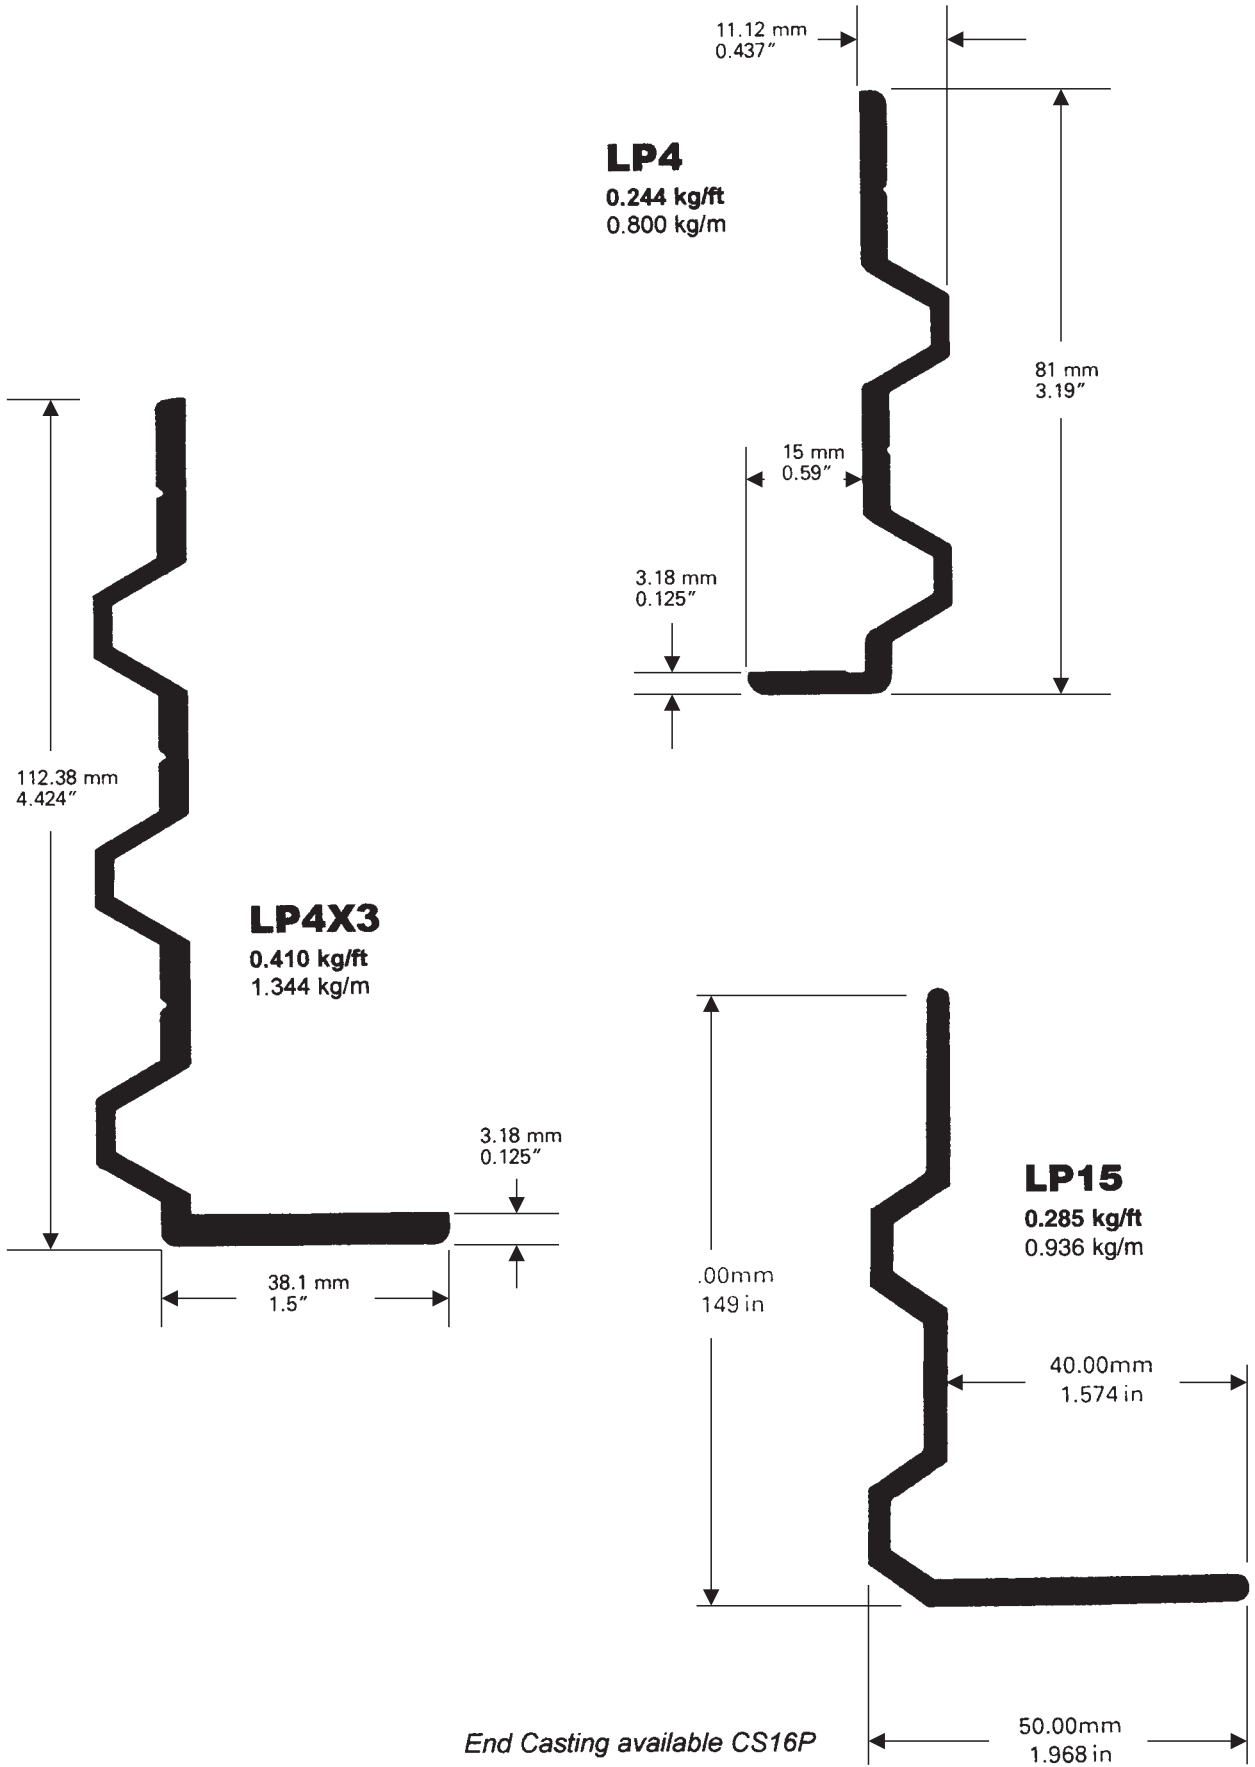 11.12 mm
0.437″
LP4
0.244 kg/ft
0.800 kg/m
81 mm
3.19″
15 mm
0.59″
3.18 mm
0.125″
112.38 mm
4.424″
LP4X3
0.410 kg/ft
1.344 kg/m
3.18 mm
0.125″
38.1 mm
1.5″
LP15
0.285 kg/ft
0.936 kg/m
.00mm
149 in
40.00mm
1.574 in
50.00mm
1.968 in
End Casting available CS16P